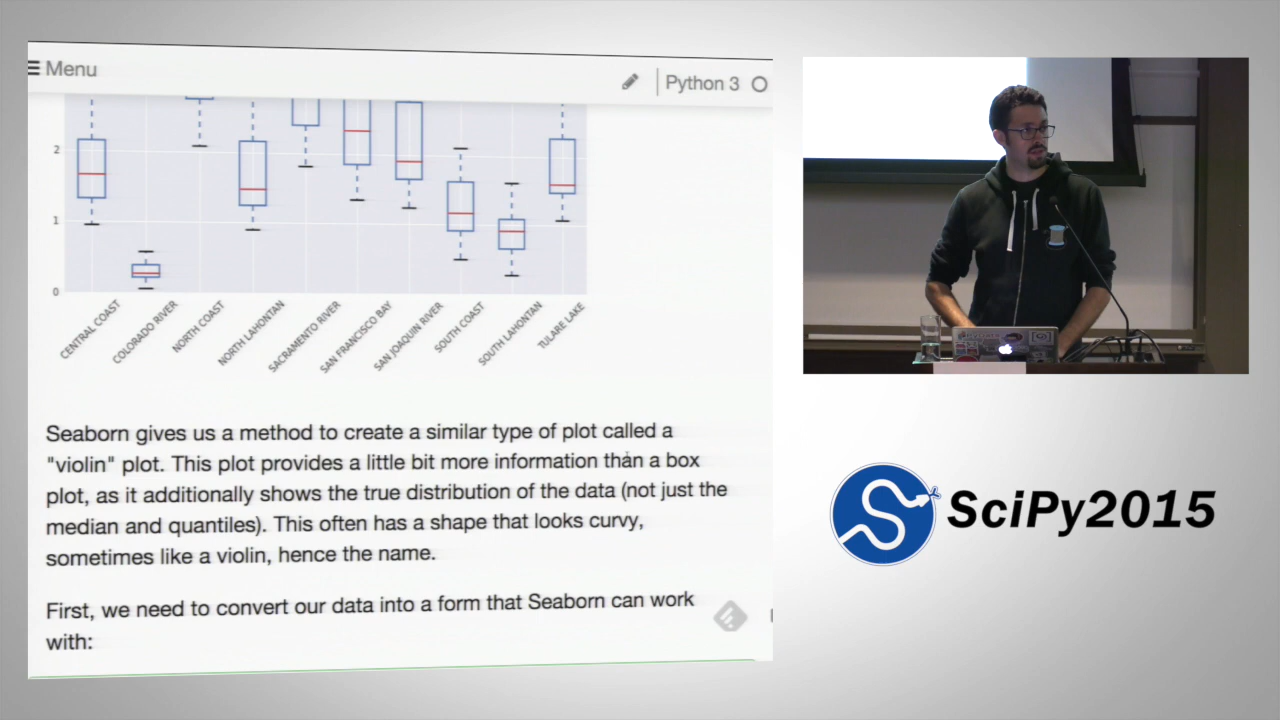 Menu
Python 3
2
1
0
CENTRAL COAST
COLORADO RIVER
NORTH COAST
NORTH LAHONTAN
SACRAMENTO RIVER
SAN FRANCISCO BAY
SAN JOAQUIN RIVER
SOUTH COAST
SOUTH LAHONTAN
TULARE LAKE
Seaborn gives us a method to create a similar type of plot called a
"violin" plot. This plot provides a little bit more information than a box
plot, as it additionally shows the true distribution of the data (not just the
median and quantiles). This often has a shape that looks curvy,
sometimes like a violin, hence the name.
First, we need to convert our data into a form that Seaborn can work
with:
SciPy2015